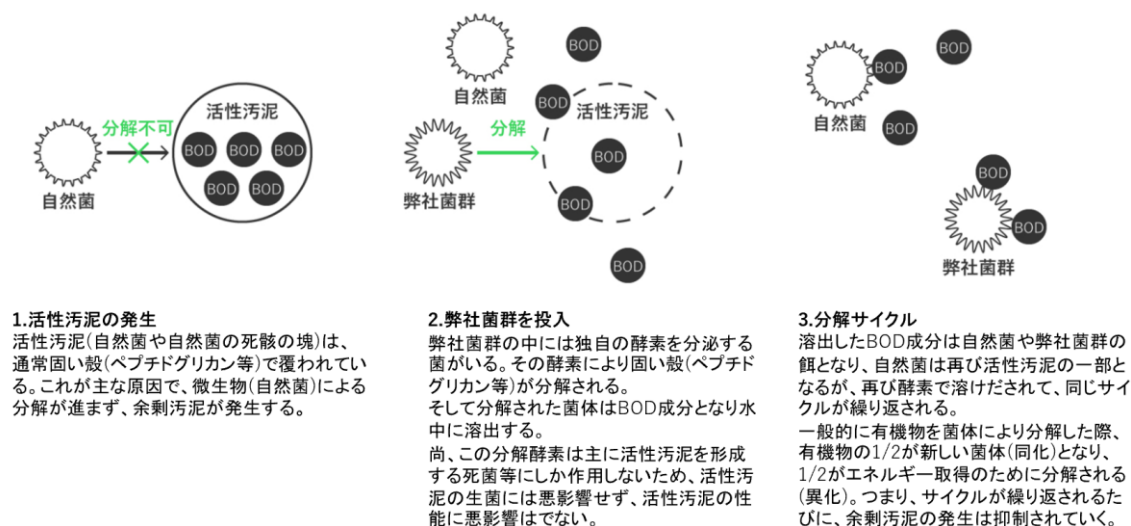 自然菌
分解不可
活性汚泥
BOD
BOD
BOD
BOD
BOD
自然菌
弊社菌群
分解
活性汚泥
BOD
BOD
BOD
BOD
BOD
自然菌
BOD
BOD
BOD
BOD
BOD
弊社菌群
1.活性汚泥の発生
活性汚泥(自然菌や自然菌の死骸の塊)は、
通常固い殻(ペプチドグリカン等)で覆われてい
る。これが主な原因で、微生物(自然菌)による
分解が進まず、余剰汚泥が発生する。
2.弊社菌群を投入
弊社菌群の中には独自の酵素を分泌する
菌がいる。その酵素により固い殻(ペプチド
グリカン等)が分解される。
そして分解された菌体はBOD成分となり水
中に溶出する。
尚、この分解酵素は主に活性汚泥を形成
する死菌等にしか作用しないため、活性汚
泥の生菌には悪影響せず、活性汚泥の性
能に悪影響はでない。
3.分解サイクル
溶出したBOD成分は自然菌や弊社菌群の
餌となり、自然菌は再び活性汚泥の一部と
なるが、再び酵素で溶けだされて、同じサイ
クルが繰り返される。
一般的に有機物を菌体により分解した際、
有機物の1/2が新しい菌体(同化)となり、
1/2がエネルギー取得のために分解される
(異化)。つまり、サイクルが繰り返されるた
びに、余剰汚泥の発生は抑制されていく。